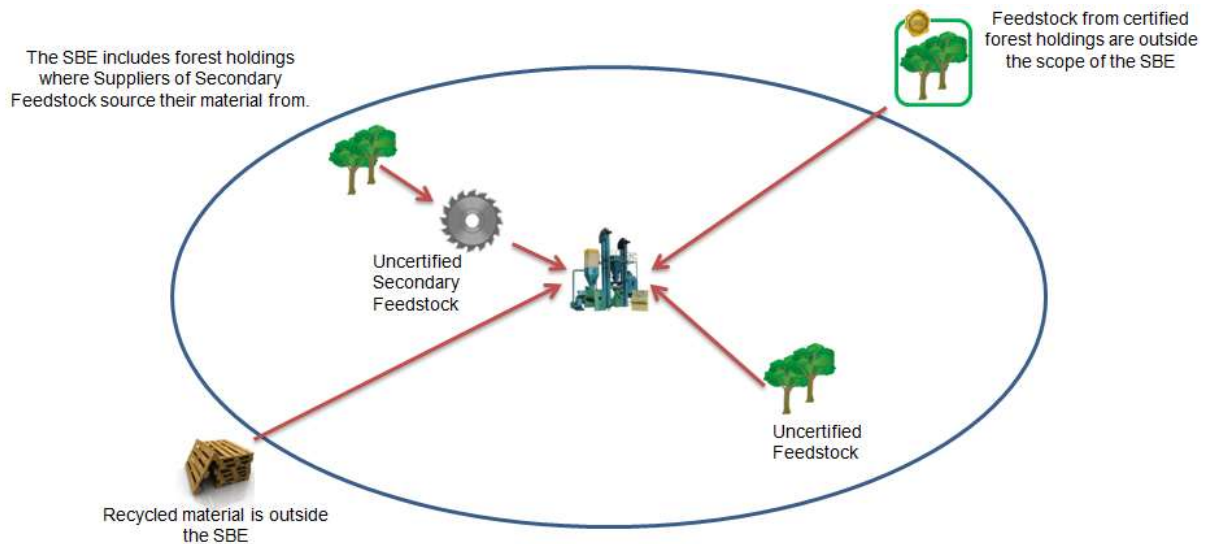 The SBE includes forest holdings
where Suppliers of Secondary
Feedstock source their material from.
Feedstock from certified
forest holdings are outside
the scope of the SBE
Uncertified
Secondary
Feedstock
Uncertified
Feedstock
Recycled material is outside
the SBE